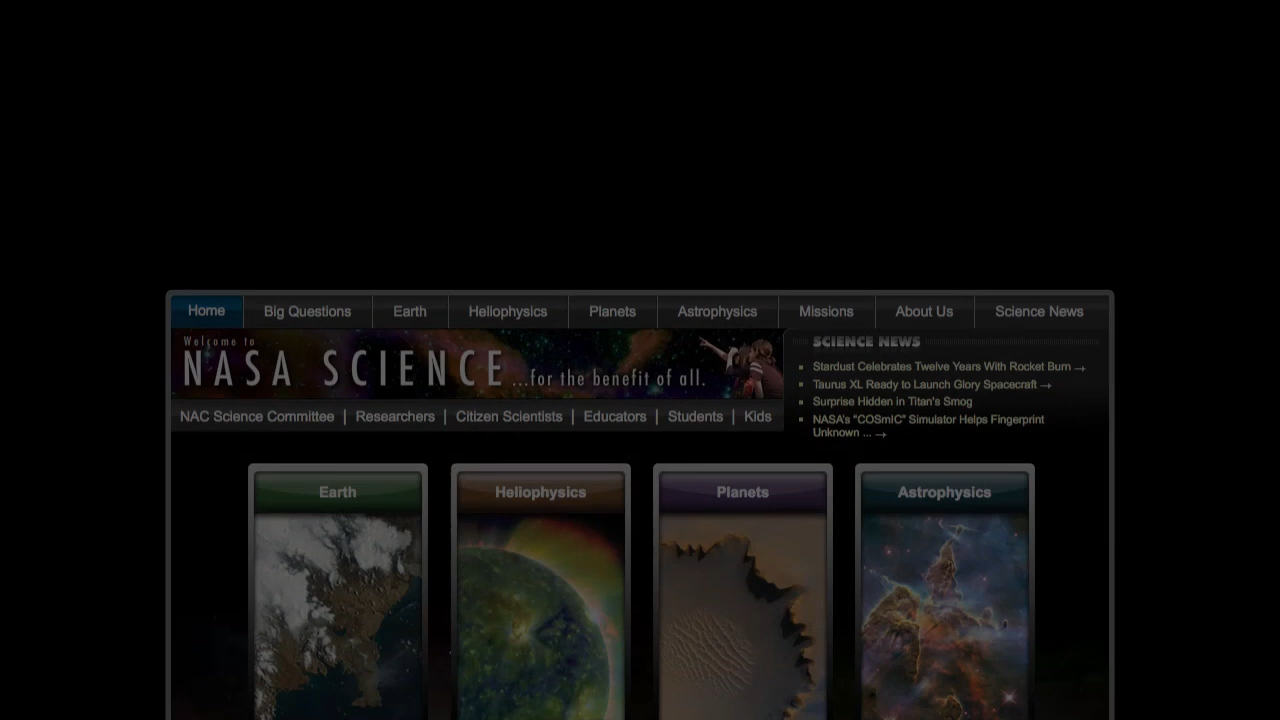 Home Big Questions Earth Heliophysics Planets Astrophysics Missions About Us Science News
Welcome to
NASA SCIENCE ...for the benefit of all.
NAC Science Committee | Researchers | Citizen Scientists | Educators | Students | Kids
SCIENCE NEWS
Stardust Celebrates Twelve Years With Rocket Burn →
Taurus XL Ready to Launch Glory Spacecraft →
Surprise Hidden in Titan's Smog
NASA's "COSmIC" Simulator Helps Fingerprint
Unknown ... →
Earth Heliophysics Planets Astrophysics